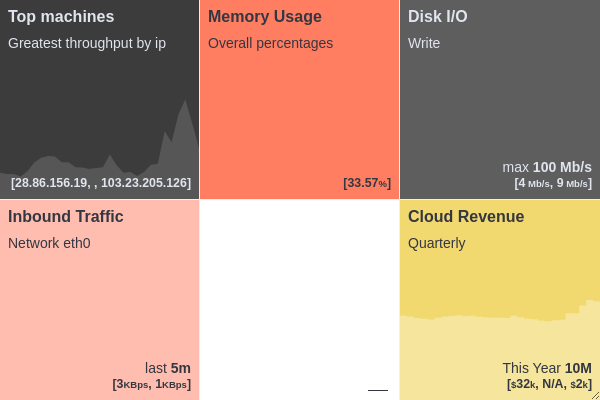 Top machines
Greatest throughput by ip
[28.86.156.19, , 103.23.205.126]
Memory Usage
Overall percentages
[33.57%]
Disk I/O
Write
max 100 Mb/s
[4 Mb/s, 9 Mb/s]
Inbound Traffic
Network eth0
last 5m
[3KBps, 1KBps]
Cloud Revenue
Quarterly
This Year 10M
[$32k, N/A, $2k]